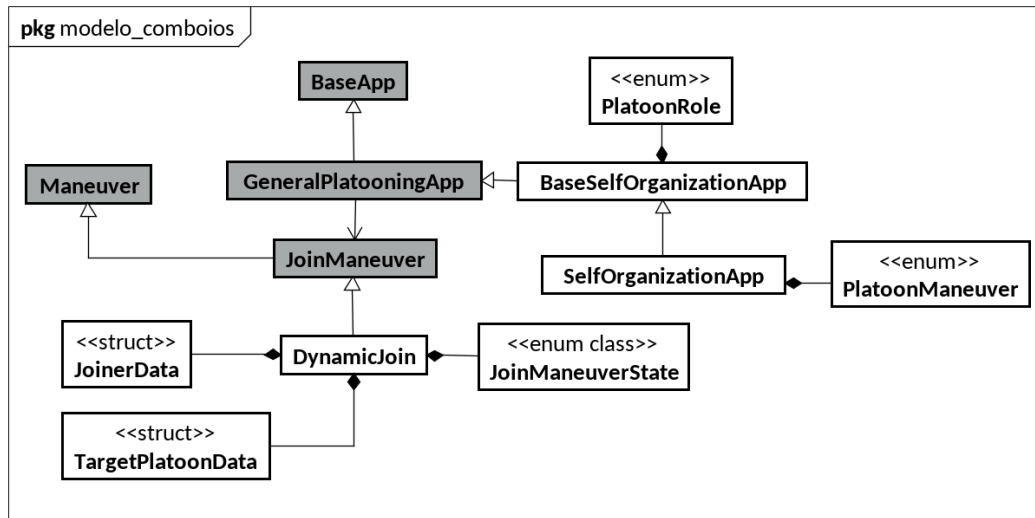 pkg modelo_comboios
BaseApp
<<enum>>
PlatoonRole
Maneuver
GeneralPlatooningApp
BaseSelfOrganizationApp
JoinManeuver
SelfOrganizationApp
<<enum>>
PlatoonManeuver
<<struct>>
JoinerData
DynamicJoin
<<enum class>>
JoinManeuverState
<<struct>>
TargetPlatoonData